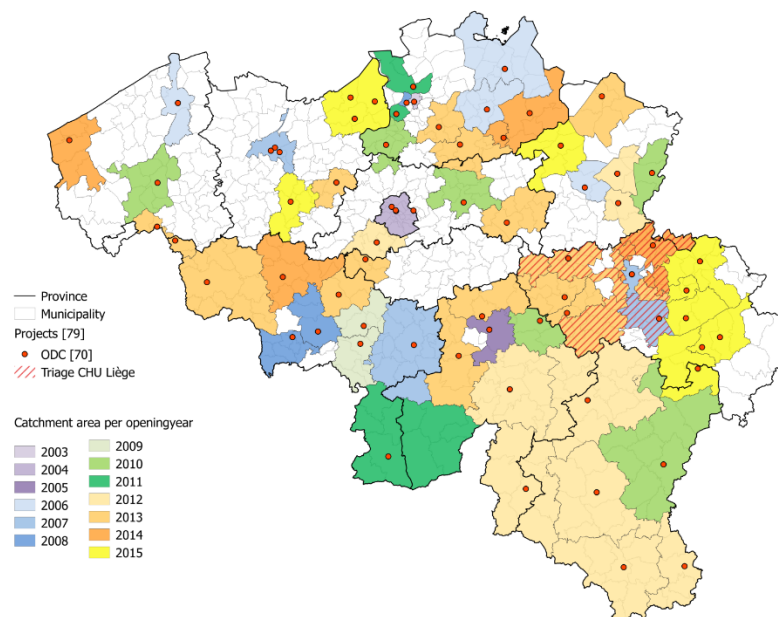 Province
Municipality
Projects [79]
ODC [70]
Triage CHU Liège
Catchment area per openingyear
2003
2004
2005
2006
2007
2008
2009
2010
2011
2012
2013
2014
2015